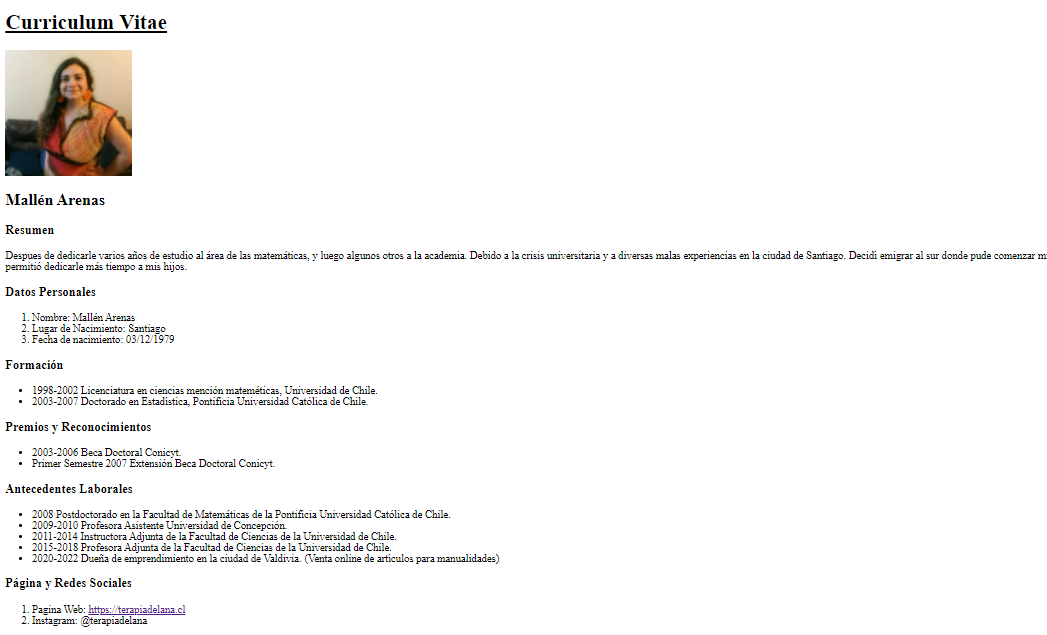 Curriculum Vitae
Mallén Arenas
Resumen
Despues de dedicarle varios años de estudio al área de las matemáticas, y luego algunos otros a la academia. Debido a la crisis universitaria y a diversas malas experiencias en la ciudad de Santiago. Decidí emigrar al sur donde pude comenzar
permitió dedicarle más tiempo a mis hijos.
Datos Personales
1. Nombre: Mallén Arenas
2. Lugar de Nacimiento: Santiago
3. Fecha de nacimiento: 03/12/1979
Formación
• 1998-2002 Licenciatura en ciencias mención meteméticas, Universidad de Chile.
• 2003-2007 Doctorado en Estadística, Pontificia Universidad Católica de Chile.
Premios y Reconocimientos
• 2003-2006 Beca Doctoral Conicyt.
• Primer Semestre 2007 Extensión Beca Doctoral Conicyt.
Antecedentes Laborales
• 2008 Postdoctorado en la Facultad de Matemáticas de la Pontificia Universidad Católica de Chile.
• 2009-2010 Profesora Asistente Universidad de Concepción.
• 2011-2014 Instructora Adjunta de la Facultad de Ciencias de la Universidad de Chile.
• 2015-2018 Profesora Adjunta de la Facultad de Ciencias de la Universidad de Chile.
• 2020-2022 Dueña de emprendimiento en la ciudad de Valdivia. (Venta online de artículos para manualidades)
Página y Redes Sociales
1. Pagina Web: https://terapiadelana.cl
2. Instagram: @terapiadelana